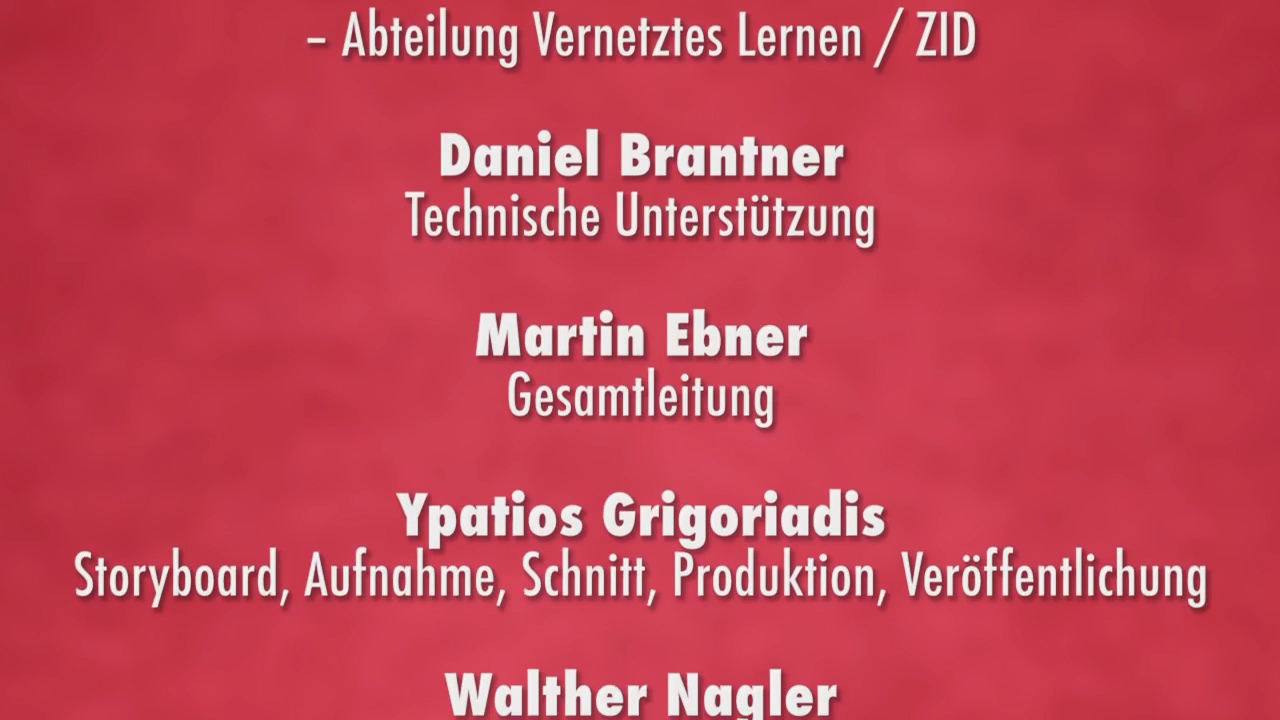 – Abteilung Vernetztes Lernen / ZID
Daniel Brantner
Technische Unterstützung
Martin Ebner
Gesamtleitung
Ypatios Grigoriadis
Storyboard, Aufnahme, Schnitt, Produktion, Veröffentlichung
Walther Nagler